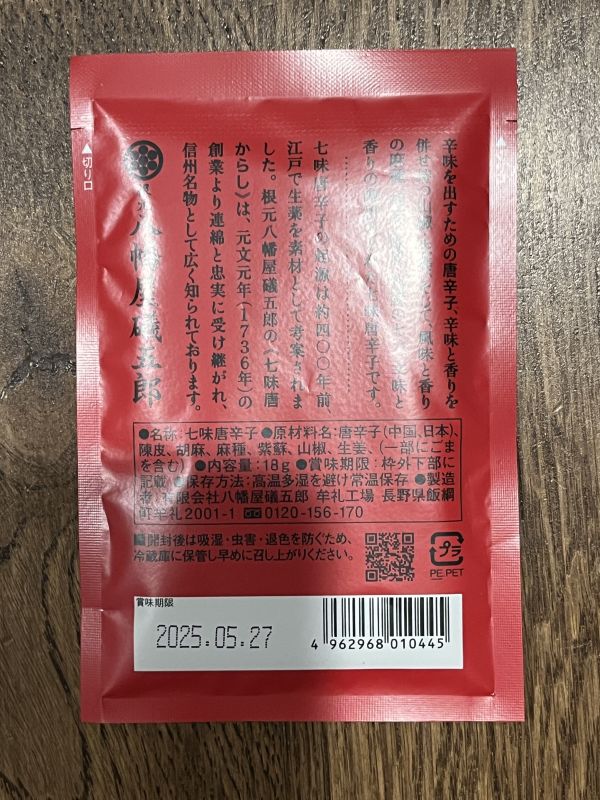 辛味を出すための唐辛子、辛味と香りを
併せ
香りの
七味唐辛子の起源は約四〇〇年前、
江戸で生薬を素材として考案されま
した。根元八幡屋礒五郎の〈七味唐
からし〉は、元文元年(1736年)の
創業より連綿と忠実に受け継がれ、
信州名物として広く知られております。
八幡屋礒五郎
◁切り口
●名称:七味唐辛子●原材料名:唐辛子(中国、日本)、
陳皮、胡麻、麻種、紫蘇、山椒、生姜、(一部にごま
を含む)●内容量:18g●賞味期限:枠外下部に
記載●保存方法:高温多湿を避け常温保存●製造
者:有限会社八幡屋礒五郎 牟礼工場 長野県飯綱
町牟礼2001-1 0120-156-170
■開封後は吸湿・虫害・退色を防ぐため、
冷蔵庫に保管し早めに召し上がりください。
プラ
PE.PET
賞味期限
2025.05.27
4 962968 010445